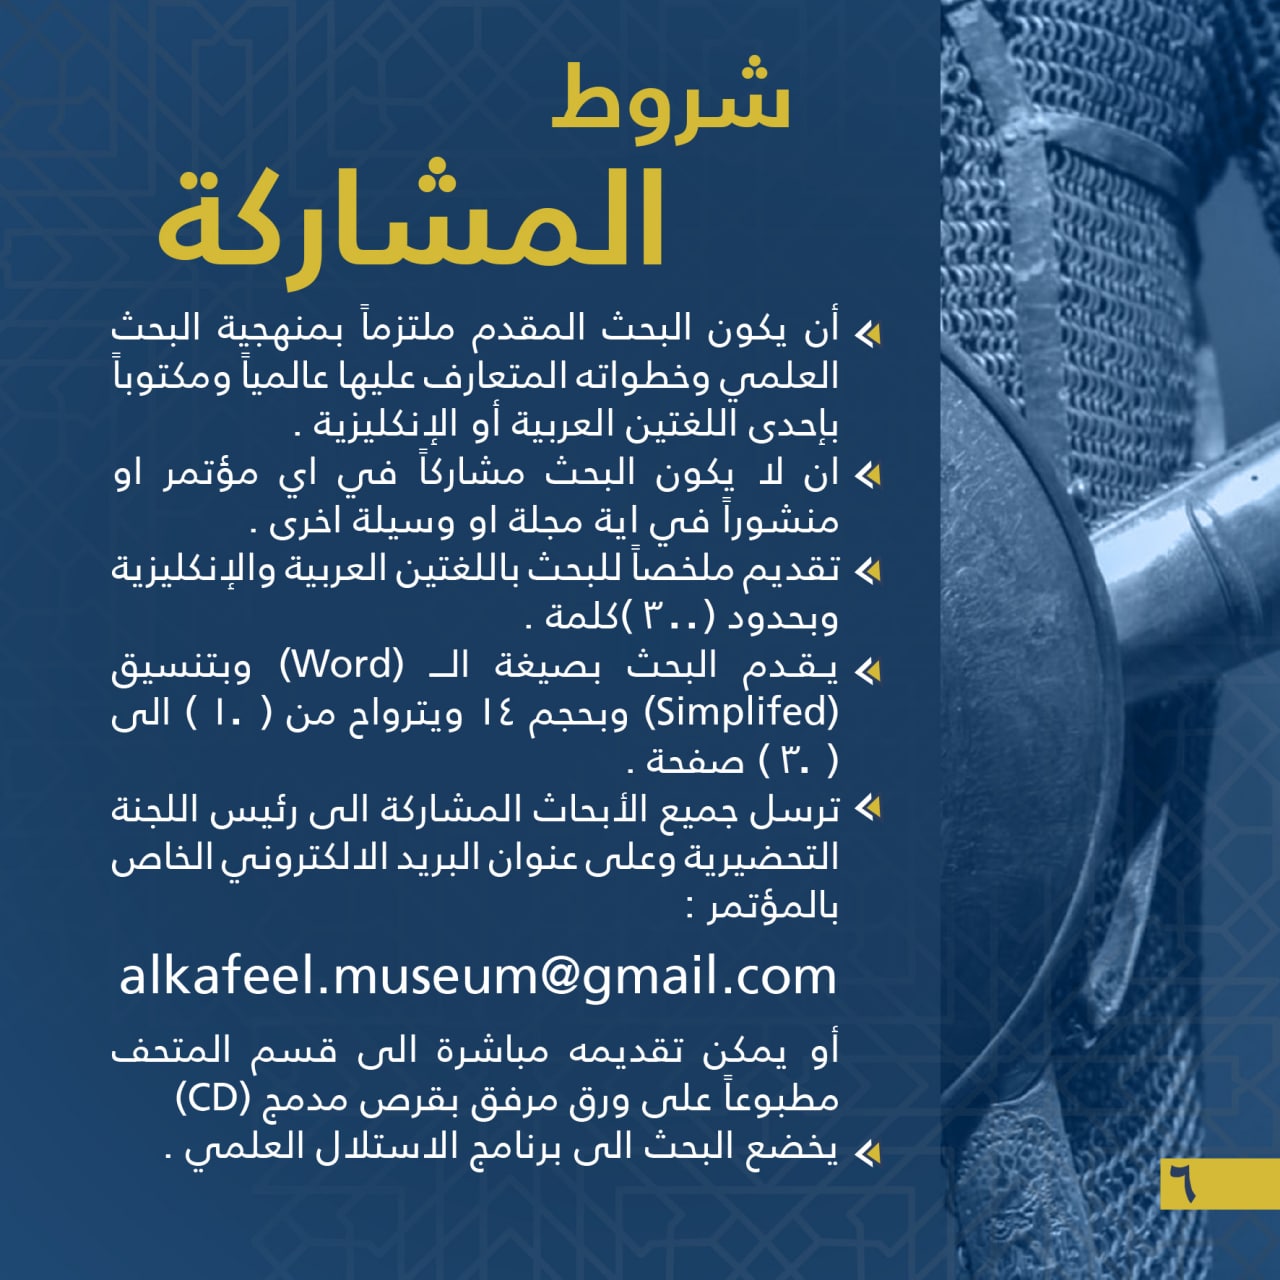 شروط
المشاركة
أن يكون البحث المقدم ملتزماً بمنهجية البحث
العلمي وخطواته المتعارف عليها عالمياً ومكتوباً
بإحدى اللغتين العربية أو الإنكليزية .
ان لا يكون البحث مشاركاً في اي مؤتمر او
منشوراً في اية مجلة او وسيلة اخرى .
تقديم ملخصاً للبحث باللغتين العربية والإنكليزية
وبحدود (٣٠٠ )كلمة .
يـقـدم البحث بصيغة الــ (Word) وبتنسيق
(Simplifed) وبحجم ١٤ ويترواح من ( ١٠ ) الى
( ٣٠ ) صفحة .
ترسل جميع الأبحاث المشاركة الى رئيس اللجنة
التحضيرية وعلى عنوان البريد الالكتروني الخاص
بالمؤتمر :
alkafeel.museum@gmail.com
أو يمكن تقديمه مباشرة الى قسم المتحف
مطبوعاً على ورق مرفق بقرص مدمج (CD)
يخضع البحث الى برنامج الاستلال العلمي .
٦